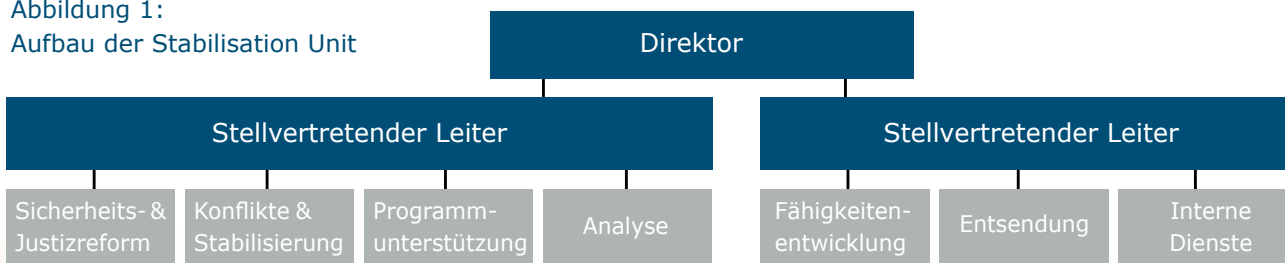 Abbildung 1:
Aufbau der Stabilisation Unit
Direktor
Stellvertretender Leiter
Stellvertretender Leiter
Sicherheits- &
Justizreform
Konflikte &
Stabilisierung
Programm-
unterstützung
Analyse
Fähigkeiten-
entwicklung
Entsendung
Interne
Dienste